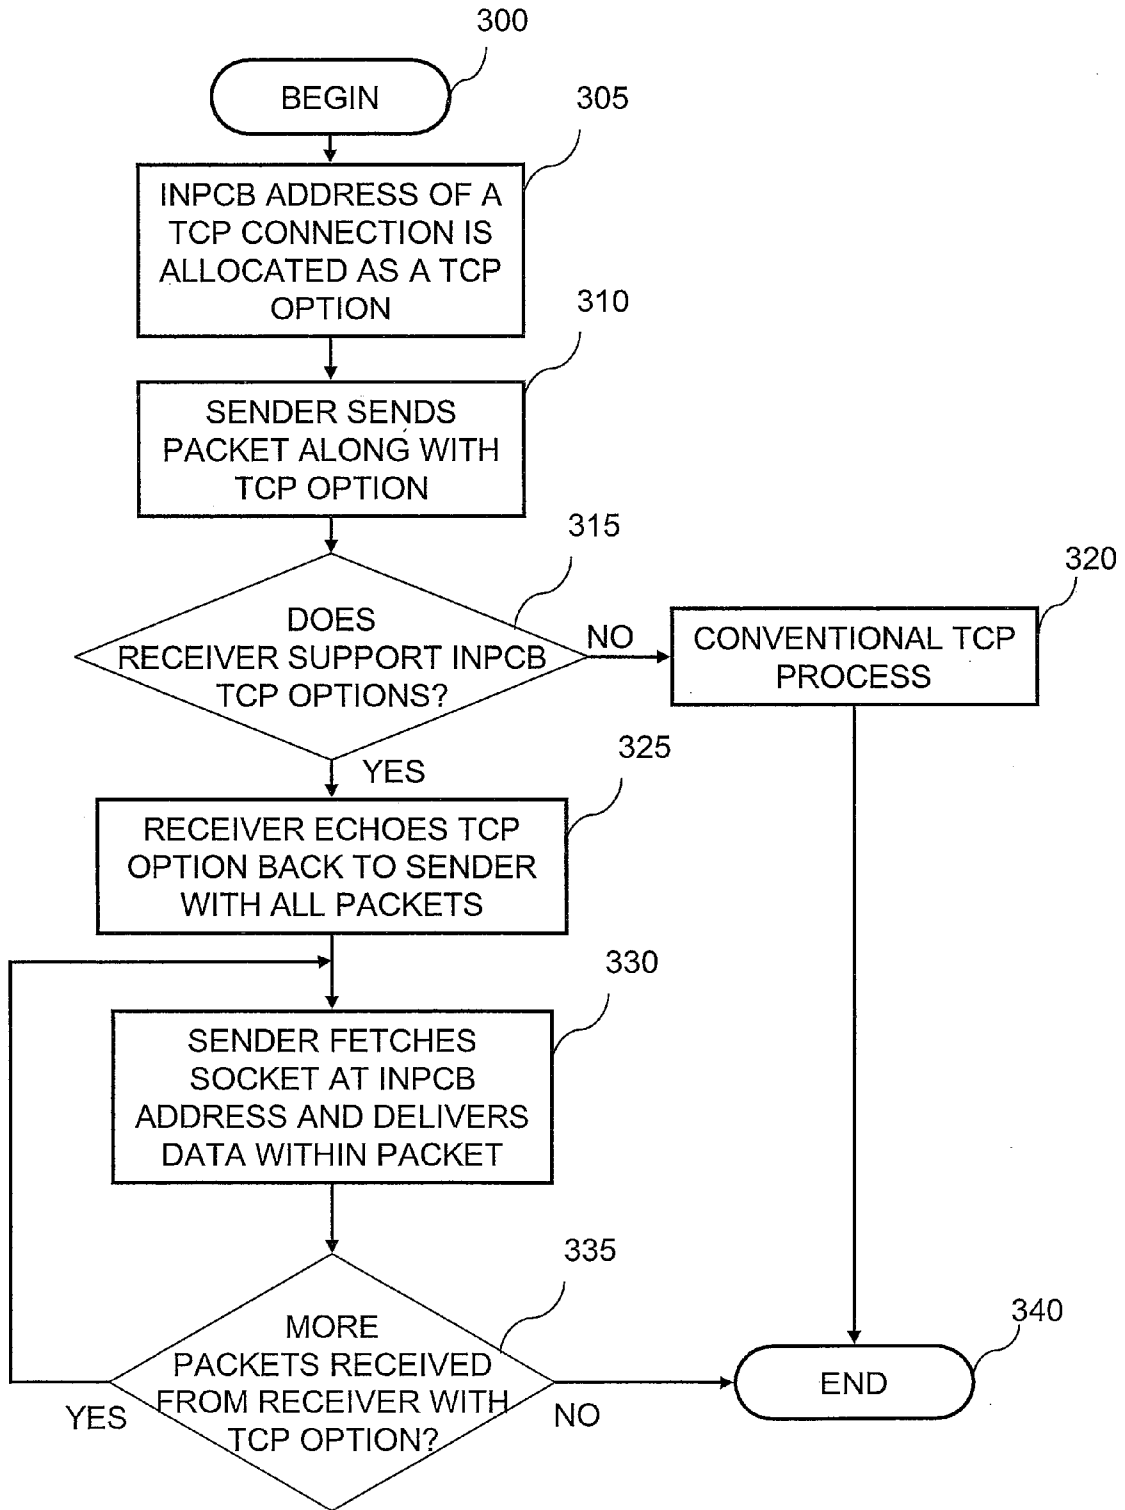 300
BEGIN
305
INPCB ADDRESS OF A
TCP CONNECTION IS
ALLOCATED AS A TCP
OPTION
310
SENDER SENDS
PACKET ALONG WITH
TCP OPTION
315
DOES
RECEIVER SUPPORT INPCB
TCP OPTIONS?
NO
320
CONVENTIONAL TCP
PROCESS
YES
325
RECEIVER ECHOES TCP
OPTION BACK TO SENDER
WITH ALL PACKETS
330
SENDER FETCHES
SOCKET AT INPCB
ADDRESS AND DELIVERS
DATA WITHIN PACKET
335
MORE
PACKETS RECEIVED
FROM RECEIVER WITH
TCP OPTION?
YES
NO
340
END